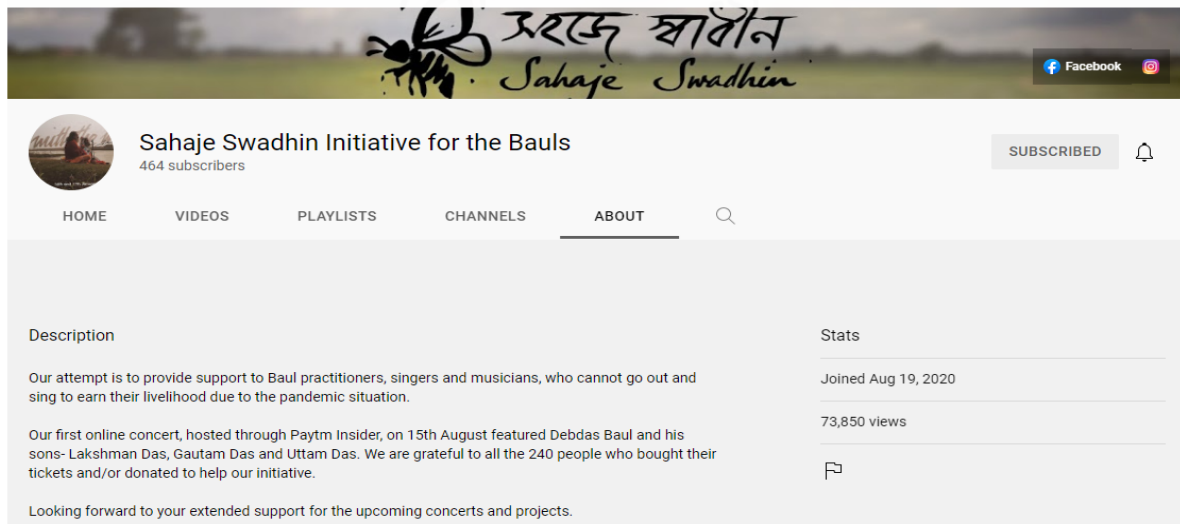 সহজে স্বাধীন
Sahaje Swadhin
Facebook
Sahaje Swadhin Initiative for the Bauls
464 subscribers
SUBSCRIBED
HOME VIDEOS PLAYLISTS CHANNELS ABOUT
Description
Our attempt is to provide support to Baul practitioners, singers and musicians, who cannot go out and
sing to earn their livelihood due to the pandemic situation.
Our first online concert, hosted through Paytm Insider, on 15th August featured Debdas Baul and his
sons- Lakshman Das, Gautam Das and Uttam Das. We are grateful to all the 240 people who bought their
tickets and/or donated to help our initiative.
Looking forward to your extended support for the upcoming concerts and projects.
Stats
Joined Aug 19, 2020
73,850 views